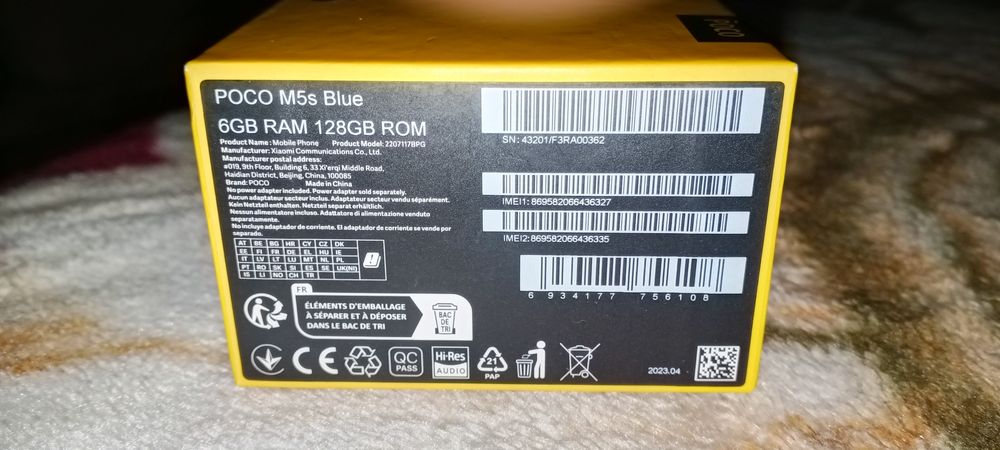 POCO
POCO M5s Blue
6GB RAM 128GB ROM
Product Name: Mobile Phone Product Model: 2207117BPG
Manufacturer: Xiaomi Communications Co., Ltd.
Manufacturer postal address:
#019, 9th Floor, Building 6, 33 Xi'erqi Middle Road,
Haidian District, Beijing, China, 100085
Brand: POCO Made in China
No power adapter included. Power adapter sold separately.
Aucun adaptateur secteur inclus. Adaptateur secteur vendu séparément.
Kein Netzteil enthalten. Netzteil separat erhältlich.
Nessun alimentatore incluso. Adattatore di alimentazione venduto
separatamente.
No incluye adaptador de corriente. El adaptador de corriente se vende por
separado.
AT BE BG HR CY CZ DK
EE FI FR DE EL HU IE
IT LV LT LU MT NL PL
PT RO SK SI ES SE UK(NI)
IS LI NO CH TR
FR
ÉLÉMENTS D'EMBALLAGE
À SÉPARER ET À DÉPOSER
DANS LE BAC DE TRI
BAC
DE
TRI
CE
QC
PASS
Hi-Res
AUDIO
21
PAP
SN: 43201/F3RA00362
IMEI1: 869582066436327
IMEI2: 869582066436335
6 934177 756108
2023.04